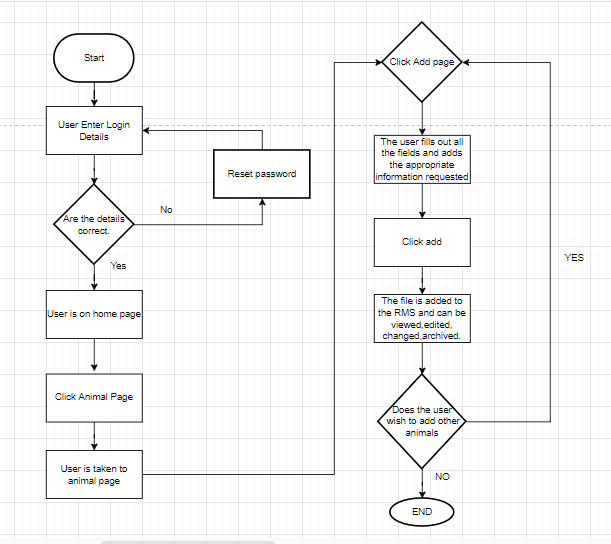 Start
User Enter Login
Details
Reset password
Are the details
correct.
No
Yes
User is on home page
Click Animal Page
User is taken to
animal page
Click Add page
The user fills out all
the fields and adds
the appropriate
information requested
Click add
YES
The file is added to
the RMS and can be
viewed,edited,
changed,archived.
Does the user
wish to add other
animals
NO
END